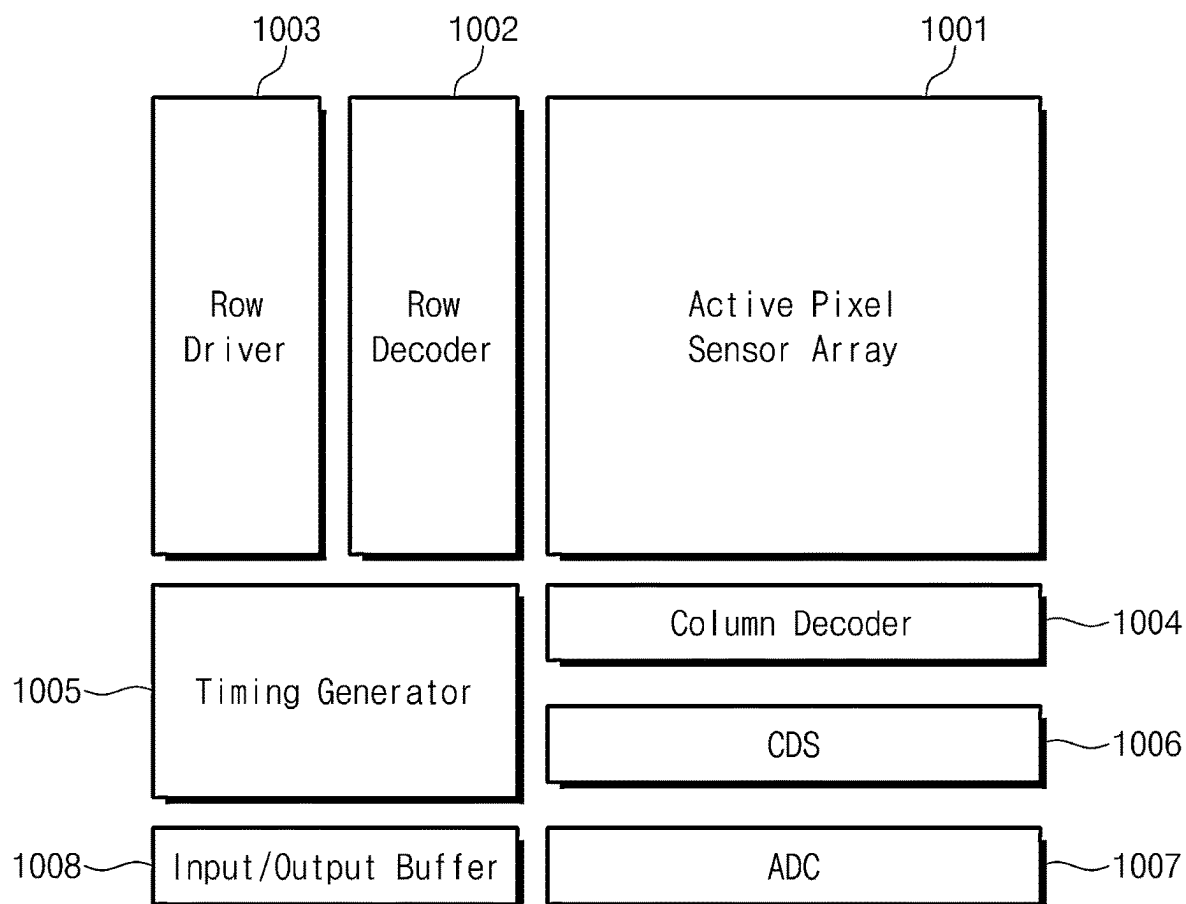 1003
1002
1001
Row
Driver
Row
Decoder
Active Pixel
Sensor Array
Column Decoder
1004
1005
Timing Generator
CDS
1006
1008
Input/Output Buffer
ADC
1007